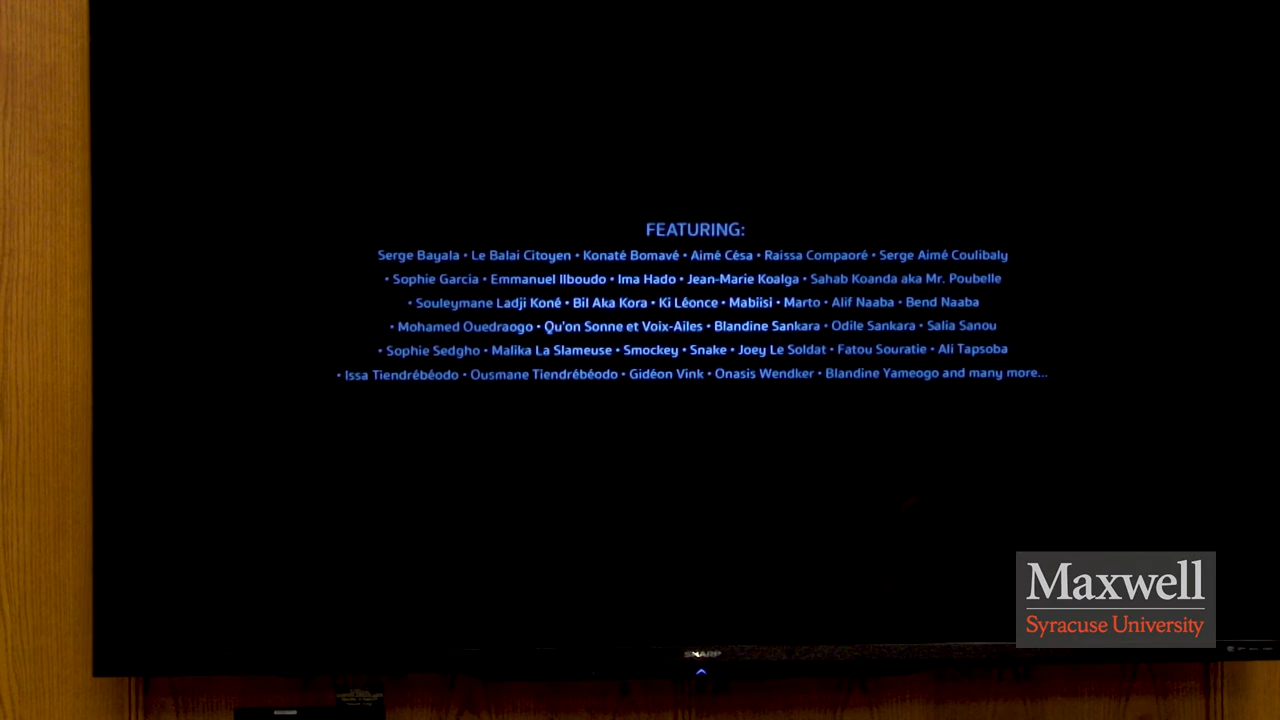 FEATURING:
Serge Bayala • Le Balai Citoyen • Konaté Bomavé • Aimé Césa • Raissa Compaoré • Serge Aimé Coulibaly
• Sophie Garcia • Emmanuel Ilboudo • Ima Hado • Jean-Marie Koalga • Sahab Koanda aka Mr. Poubelle
• Souleymane Ladji Koné • Bil Aka Kora • Ki Léonce • Mabiisi • Marto • Alif Naaba • Bend Naaba
• Mohamed Ouedraogo • Qu'on Sonne et Voix-Ailes • Blandine Sankara • Odile Sankara • Salia Sanou
• Sophie Sedgho • Malika La Slameuse • Smockey • Snake • Joey Le Soldat • Fatou Souratie • Ali Tapsoba
• Issa Tiendrébéodo • Ousmane Tiendrébéodo • Gidéon Vink • Onasis Wendker • Blandine Yameogo and many more...
Maxwell
Syracuse University
SHARP